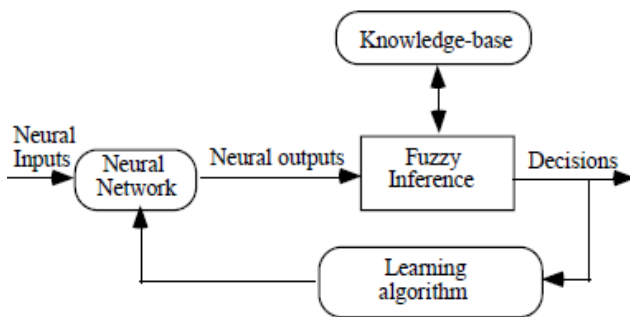 Knowledge-base
Neural
Inputs
Neural
Network
Neural outputs
Fuzzy
Inference
Decisions
Learning
algorithm